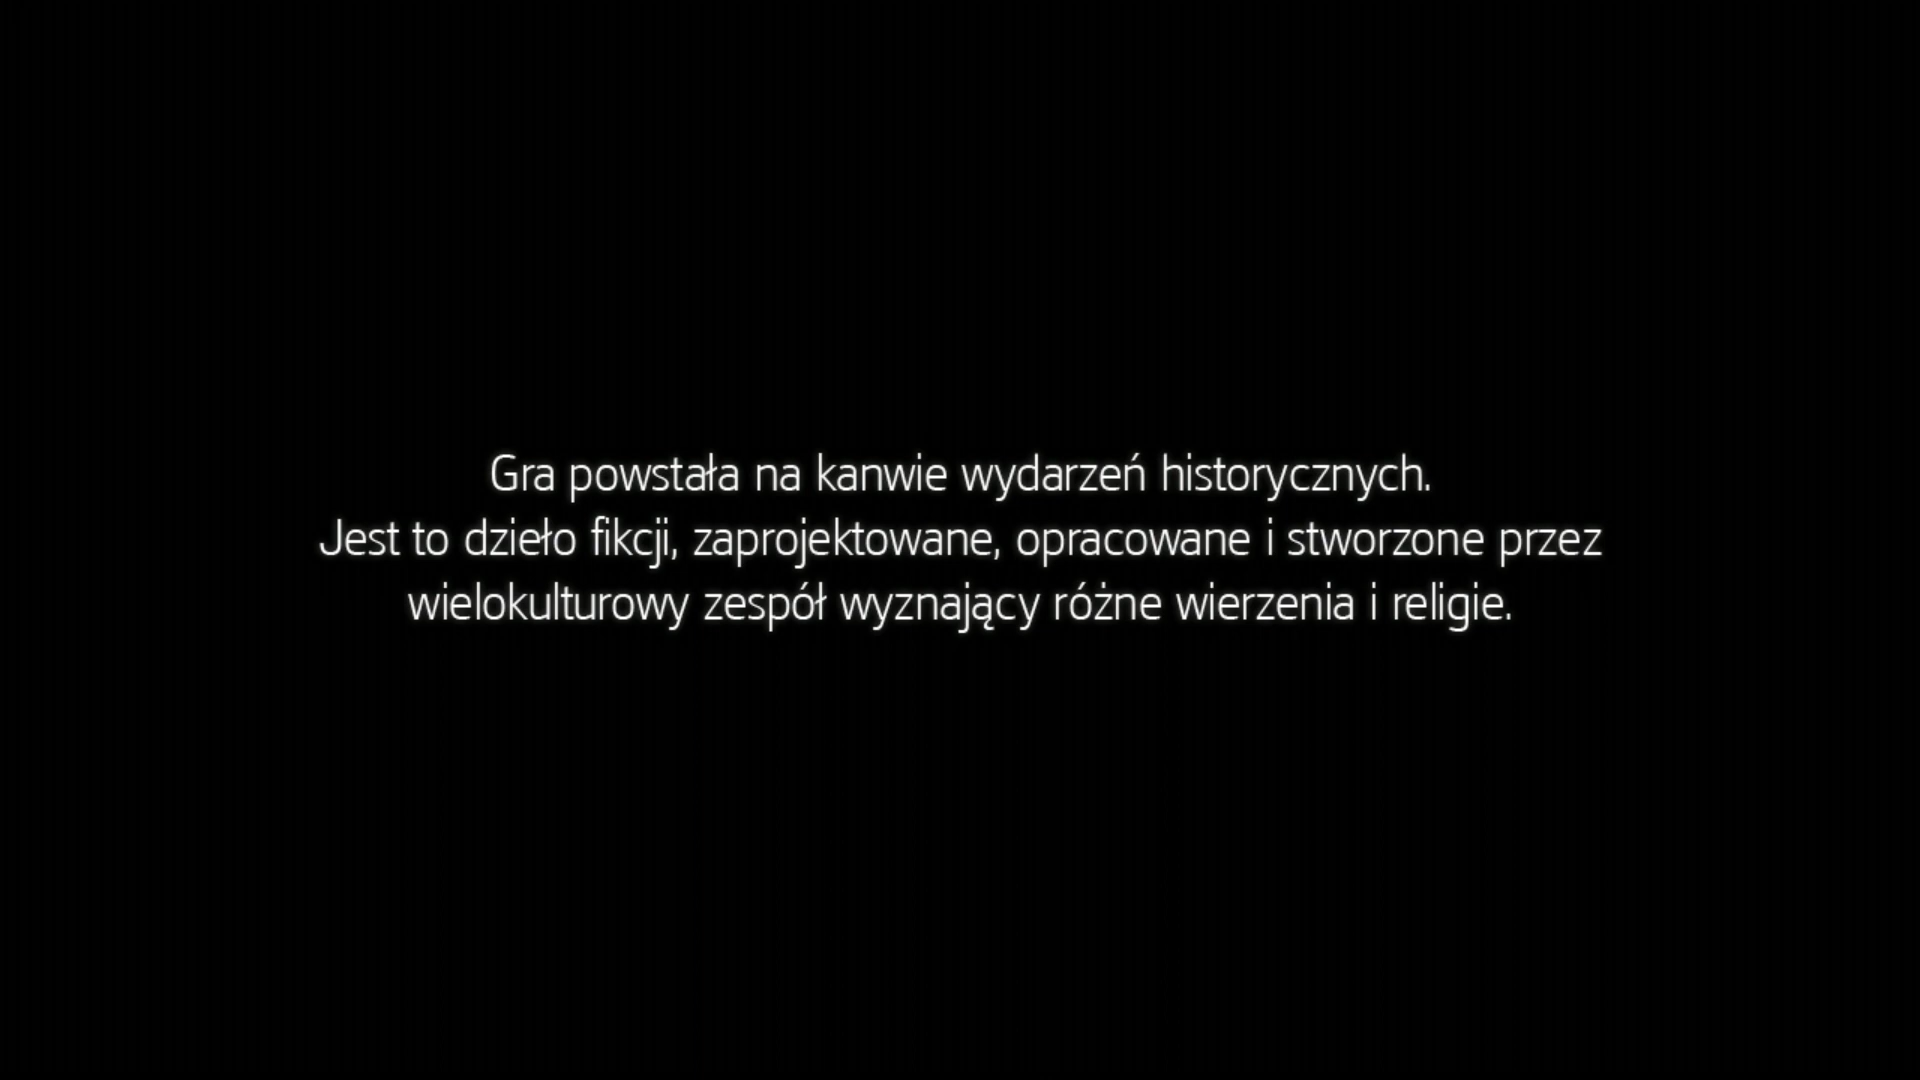 Gra powstała na kanwie wydarzeń historycznych.
Jest to dzieło fikcji, zaprojektowane, opracowane i stworzone przez
wielokulturowy zespół wyznający różne wierzenia i religie.